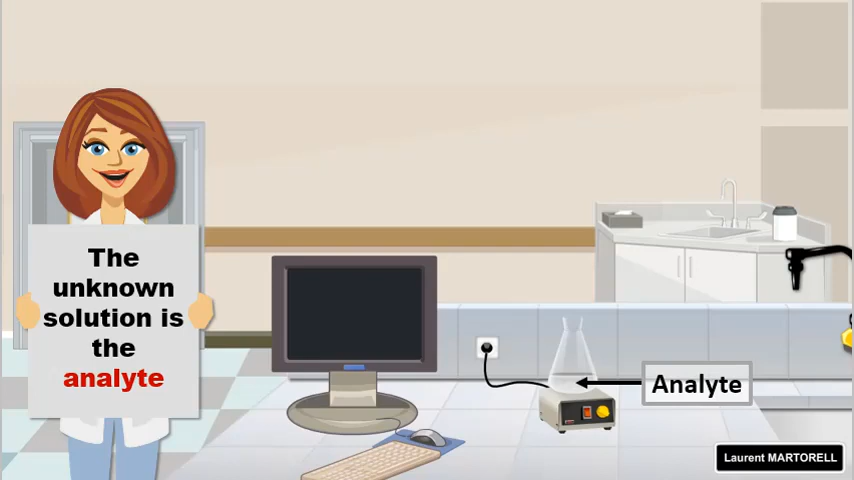 The
unknown
solution is
the
analyte
Analyte
Laurent MARTORELL